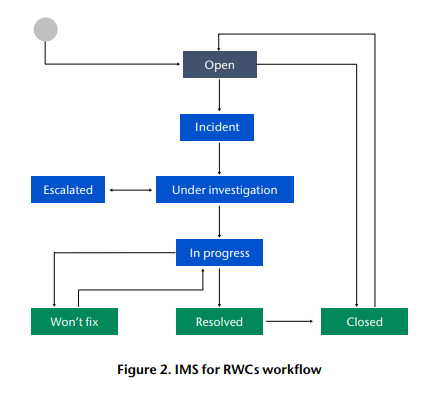 Open
Incident
Escalated
Under investigation
In progress
Won't fix
Resolved
Closed
Figure 2. IMS for RWCs workflow